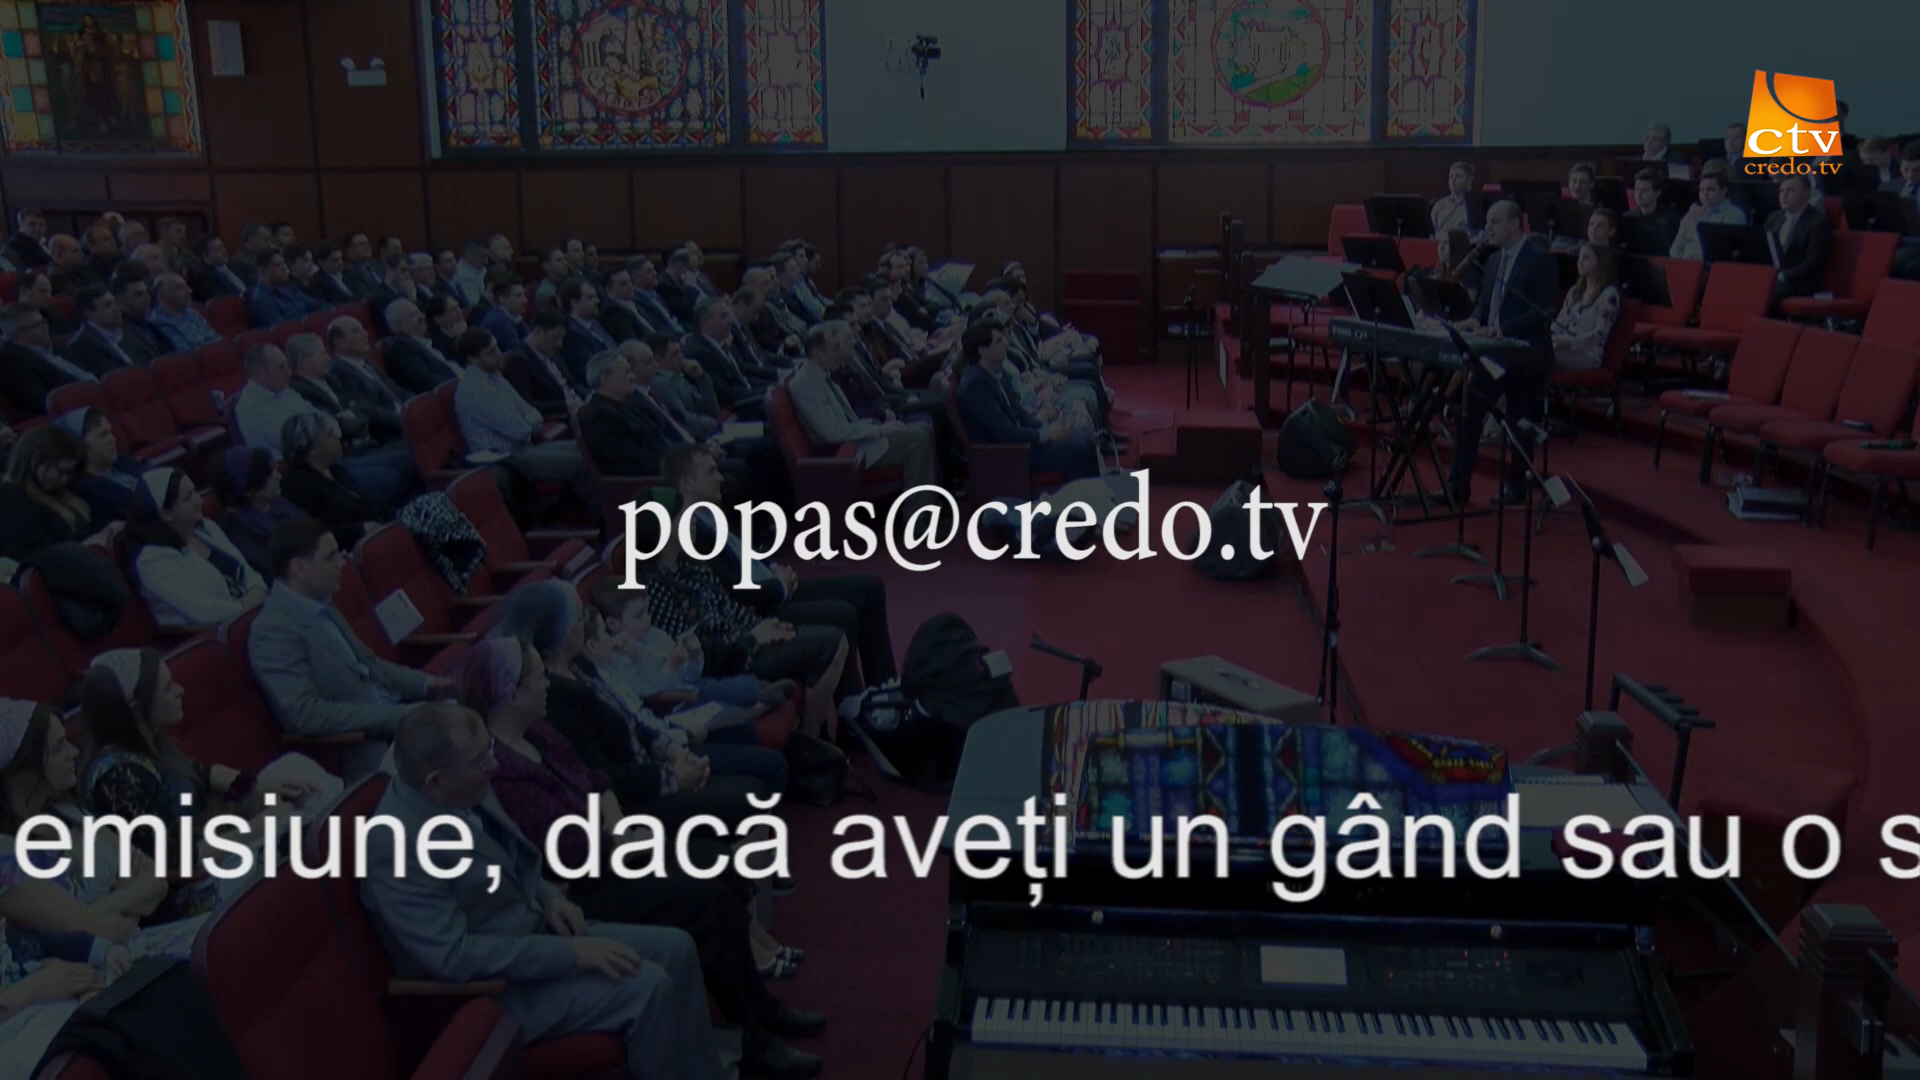 ctv
credo.tv
popas@credo.tv
emisiune, dacă aveți un gând sau o s